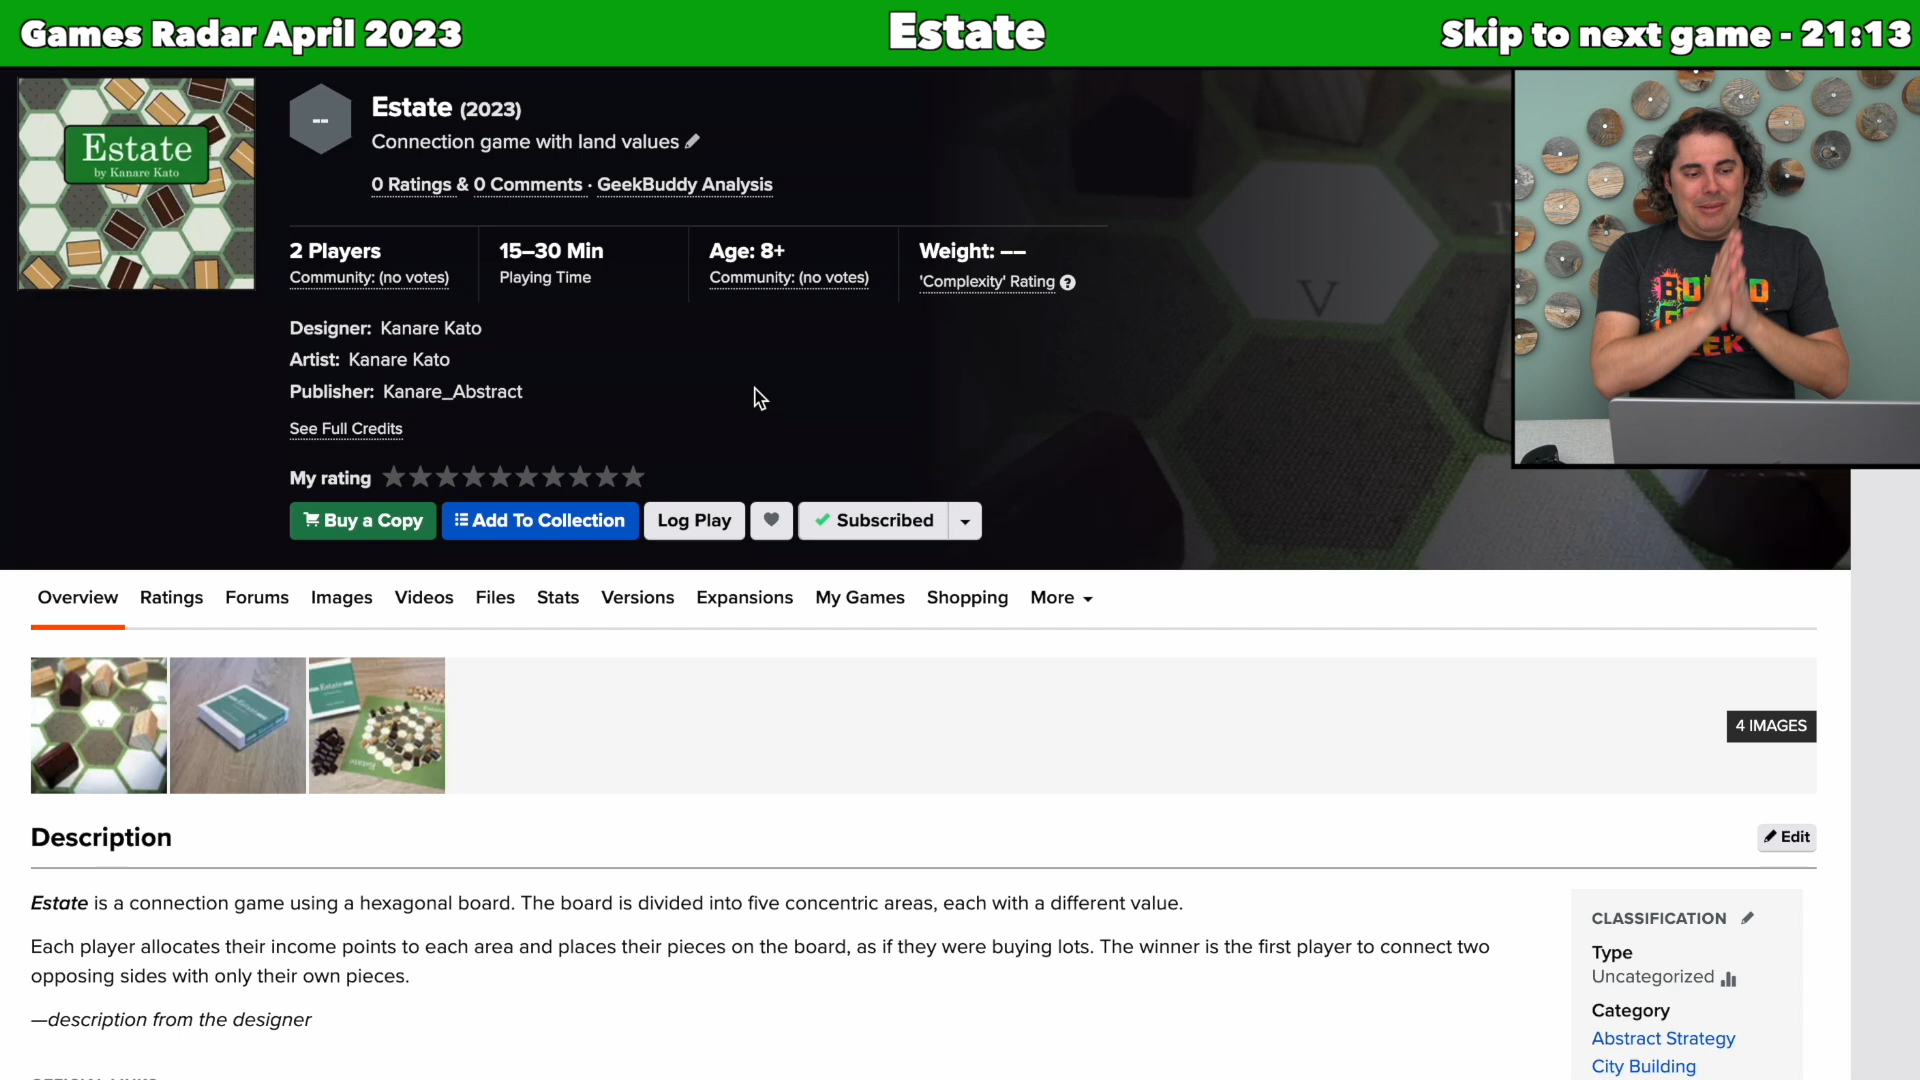 Games Radar April 2023
Estate
Skip to next game - 21:13
Estate
by Kanare Kato
--
Estate (2023)
Connection game with land values
0 Ratings & 0 Comments · GeekBuddy Analysis
2 Players
Community: (no votes)
15–30 Min
Playing Time
Age: 8+
Community: (no votes)
Weight: --
'Complexity' Rating ?
V
Designer: Kanare Kato
Artist: Kanare Kato
Publisher: Kanare_Abstract
See Full Credits
My rating
Buy a Copy
Add To Collection
Log Play
Subscribed
Overview
Ratings
Forums
Images
Videos
Files
Stats
Versions
Expansions
My Games
Shopping
More
4 IMAGES
Description
Edit
Estate is a connection game using a hexagonal board. The board is divided into five concentric areas, each with a different value.
Each player allocates their income points to each area and places their pieces on the board, as if they were buying lots. The winner is the first player to connect two
opposing sides with only their own pieces.
—description from the designer
CLASSIFICATION
Type
Uncategorized
Category
Abstract Strategy
City Building